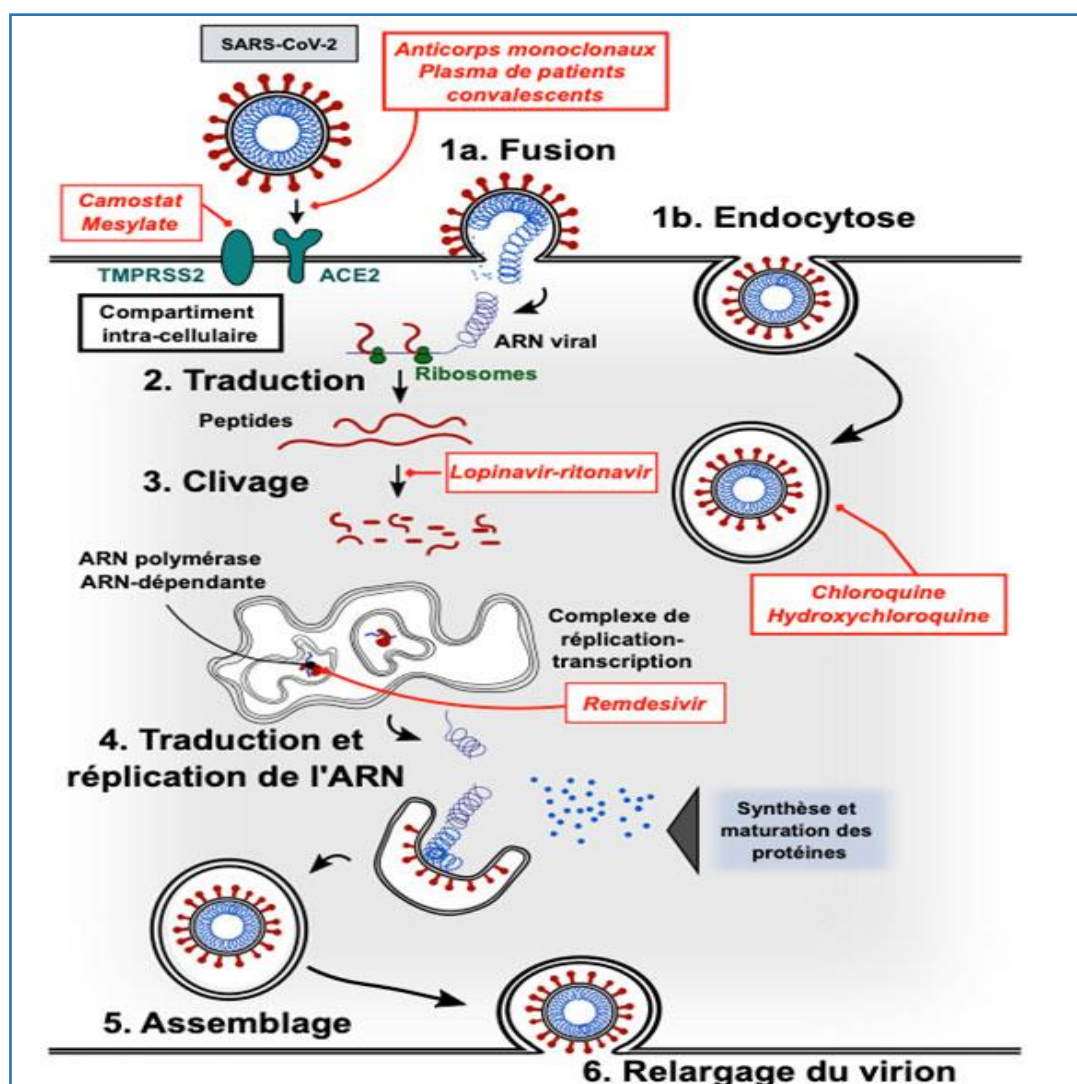 SARS-CoV-2
Anticorps monoclonaux
Plasma de patients
convalescents
1a. Fusion
Camostat
Mesylate
1b. Endocytose
TMPRSS2
ACE2
Compartiment
intra-cellulaire
ARN viral
Ribosomes
2. Traduction
Peptides
Lopinavir-ritonavir
3. Clivage
ARN polymérase
ARN-dépendante
Chloroquine
Hydroxychloroquine
Complexe de
réplication-
transcription
Remdesivir
4. Traduction et
réplication de l'ARN
Synthèse et
maturation des
protéines
5. Assemblage
6. Relargage du virion